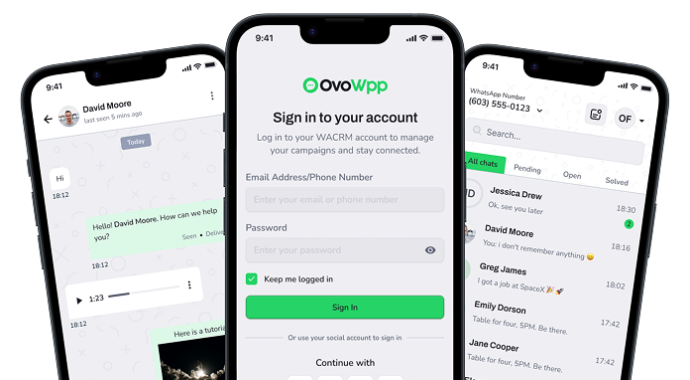 9:41
David Moore
last seen 5 mins ago
Today
Hi
18:12
Hello! David Moore. How can we help
you?
Seen •
18:12
1:23
18:12
Here is a
9:41
OvoWpp
Sign in to your account
Log in to your WACRM account to manage
your campaigns and stay connected.
Email Address/Phone Number
Enter your email or phone number
Password
Enter your password
Keep me logged in
Sign In
Or use your social account to sign in
Continue with
9:41
WhatsApp Number
(603) 555-0123
OF
Search...
All chats
Pending
Open
Solved
Jessica Drew
18:30
Ok, see you later
2
David Moore
18:16
You: i don't remember anything 😄
Greg James
18:02
I got a job at SpaceX 🎉 🚀
Emily Dorson
17:42
Table for four, 5PM. Be there.
Jane Cooper
17:42
Table for four, 5PM. Be there.